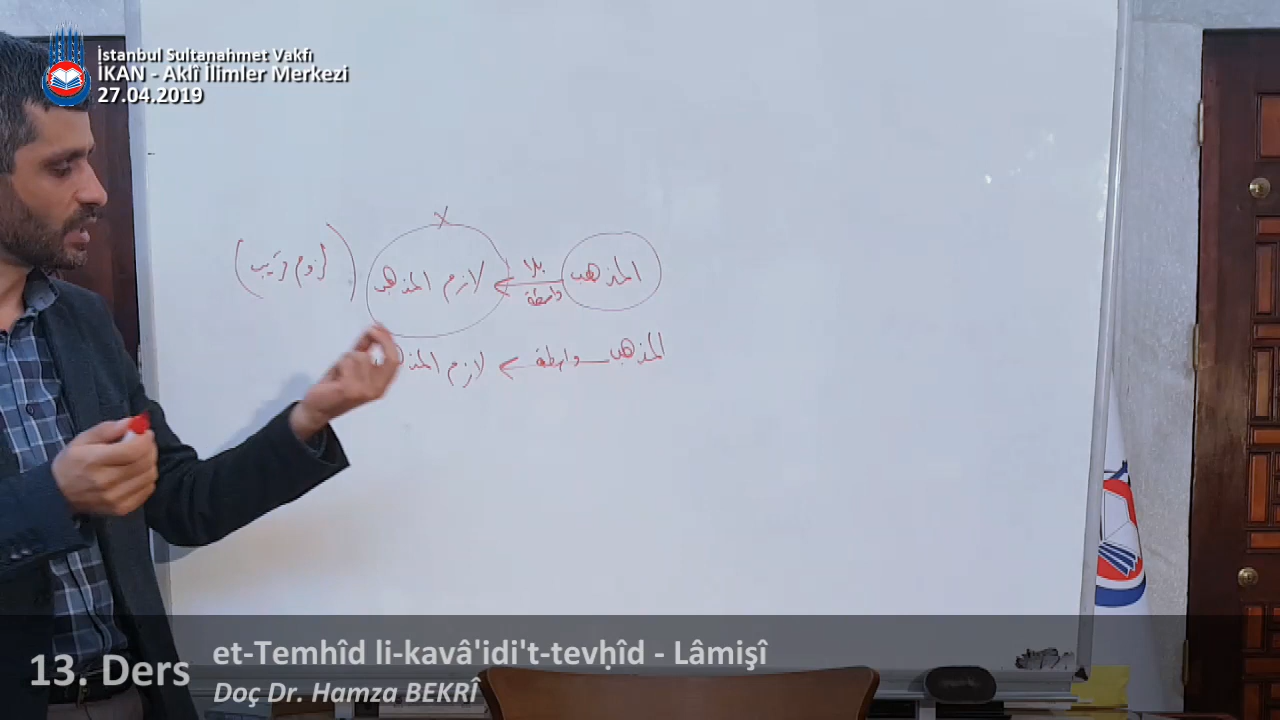 İstanbul Sultanahmet Vakfı
İKAN - Aklî İlimler Merkezi
27.04.2019
المذهب بلا واسطة لازم المذهب (لزوم قريب)
X
المذهب واسطة لازم المذهب
13. Ders
et-Temhîd li-kavâ'idi't-tevḥîd - Lâmişî
Doç Dr. Hamza BEKRÎ